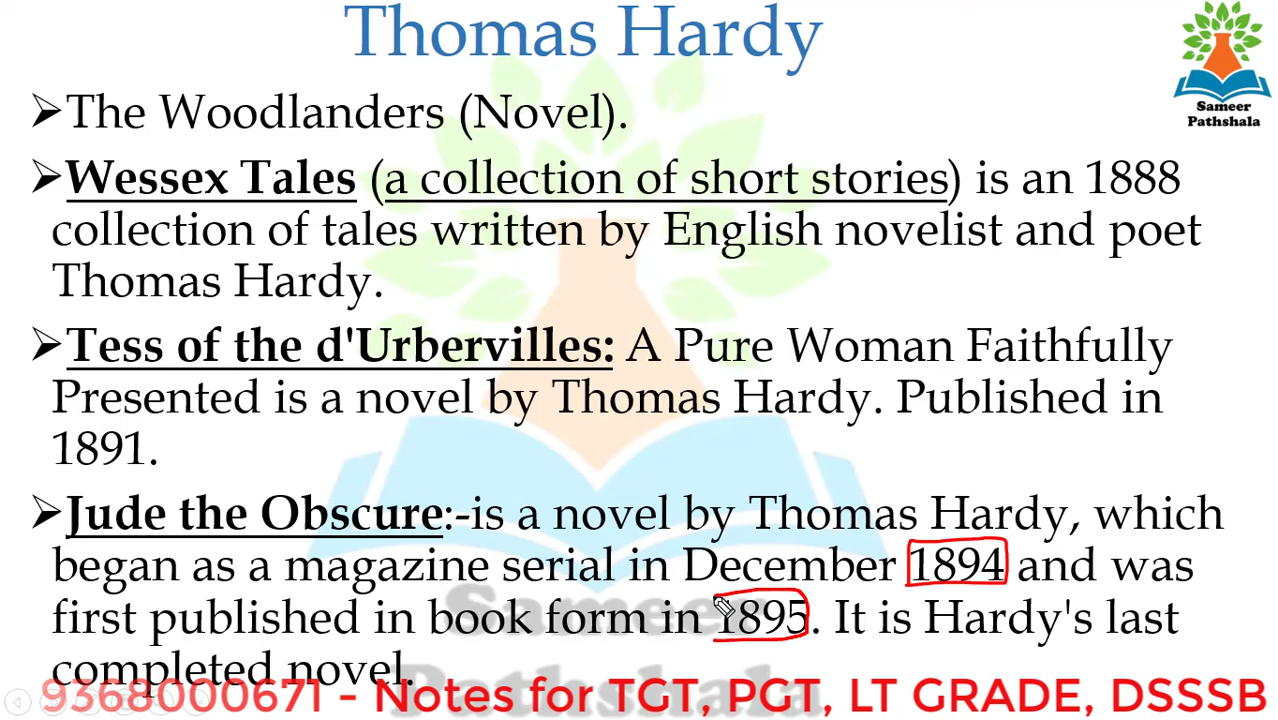 Thomas Hardy
Sameer
Pathshala
➢The Woodlanders (Novel).
➢Wessex Tales (a collection of short stories) is an 1888
collection of tales written by English novelist and poet
Thomas Hardy.
➢Tess of the d'Urbervilles: A Pure Woman Faithfully
Presented is a novel by Thomas Hardy. Published in
1891.
➢Jude the Obscure:-is a novel by Thomas Hardy, which
began as a magazine serial in December 1894 and was
first published in book form in 1895. It is Hardy's last
completed novel.
Sameer
Pathshala
9368000671 - Notes for TGT, PGT, LT GRADE, DSSSB